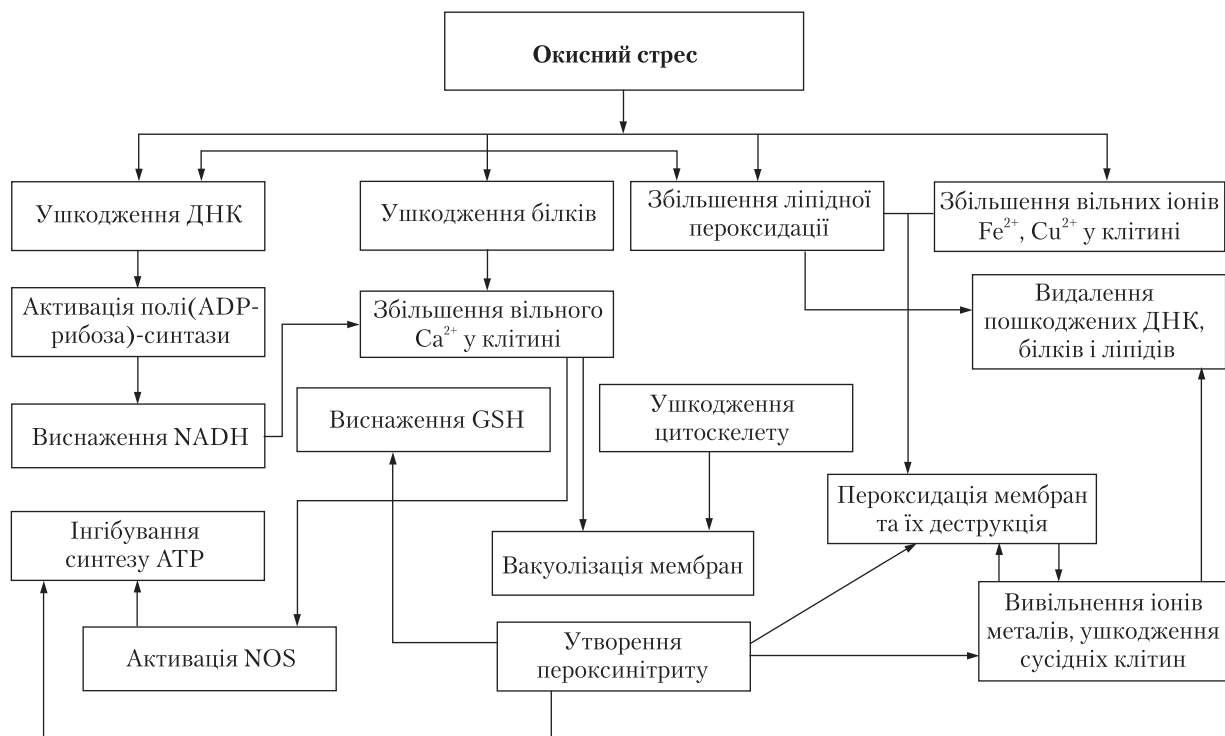 Окисний стрес
Ушкодження ДНК
Ушкодження білків
Збільшення ліпідної
пероксидації
Збільшення вільних іонів
Fe²⁺, Cu²⁺ у клітині
Активація полі(ADP-
рибоза)-синтази
Збільшення вільного
Ca²⁺ у клітині
Видалення
пошкоджених ДНК,
білків і ліпідів
Виснаження NADH
Виснаження GSH
Ушкодження
цитоскелету
Інгібування
синтезу ATP
Вакуолізація мембран
Пероксидація мембран
та їх деструкція
Активація NOS
Утворення
пероксинітриту
Вивільнення іонів
металів, ушкодження
сусідніх клітин